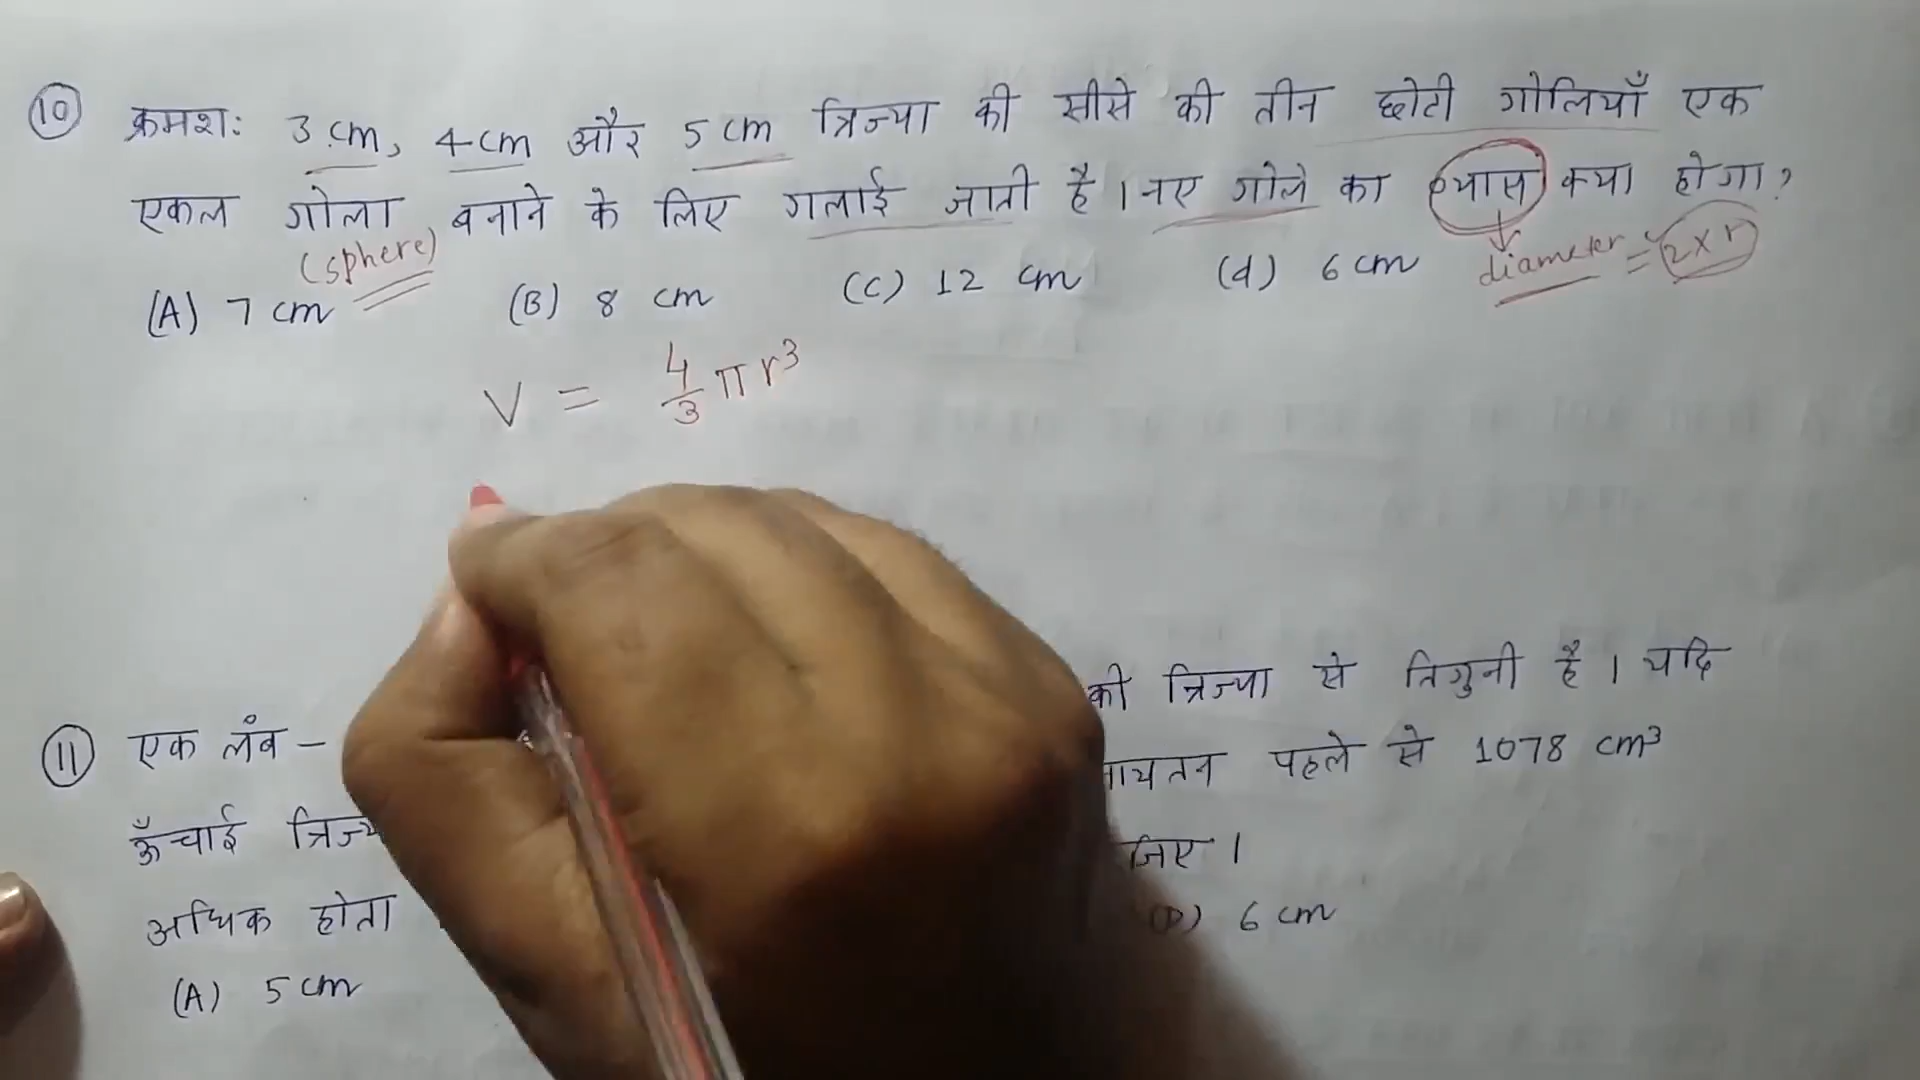 10 क्रमशः 3 cm, 4 cm और 5 cm त्रिज्या की सीसे की तीन छोटी गोलियाँ एक
एकल गोला बनाने के लिए गलाई जाती है। नए गोले का व्यास क्या होगा?
(sphere)
diameter = 2 × r
(A) 7 cm (B) 8 cm (C) 12 cm (d) 6 cm
V = 4/3 π r³
11 एक लंब - की त्रिज्या से तिगुनी है। यदि
ऊँचाई पहले से 1078 cm³
अधिक होता
(A) 5 cm (D) 6 cm